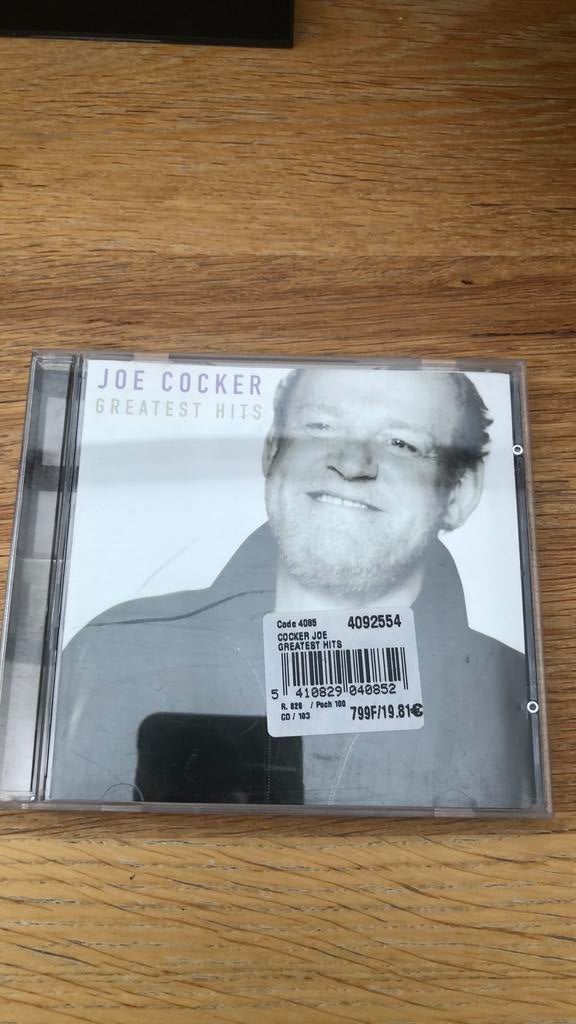 JOE COCKER
GREATEST HITS
Code 4085 4092554
COCKER JOE
GREATEST HITS
5 410829 040852
R. 828 / Poch 100
CD / 103 799F/19.81€